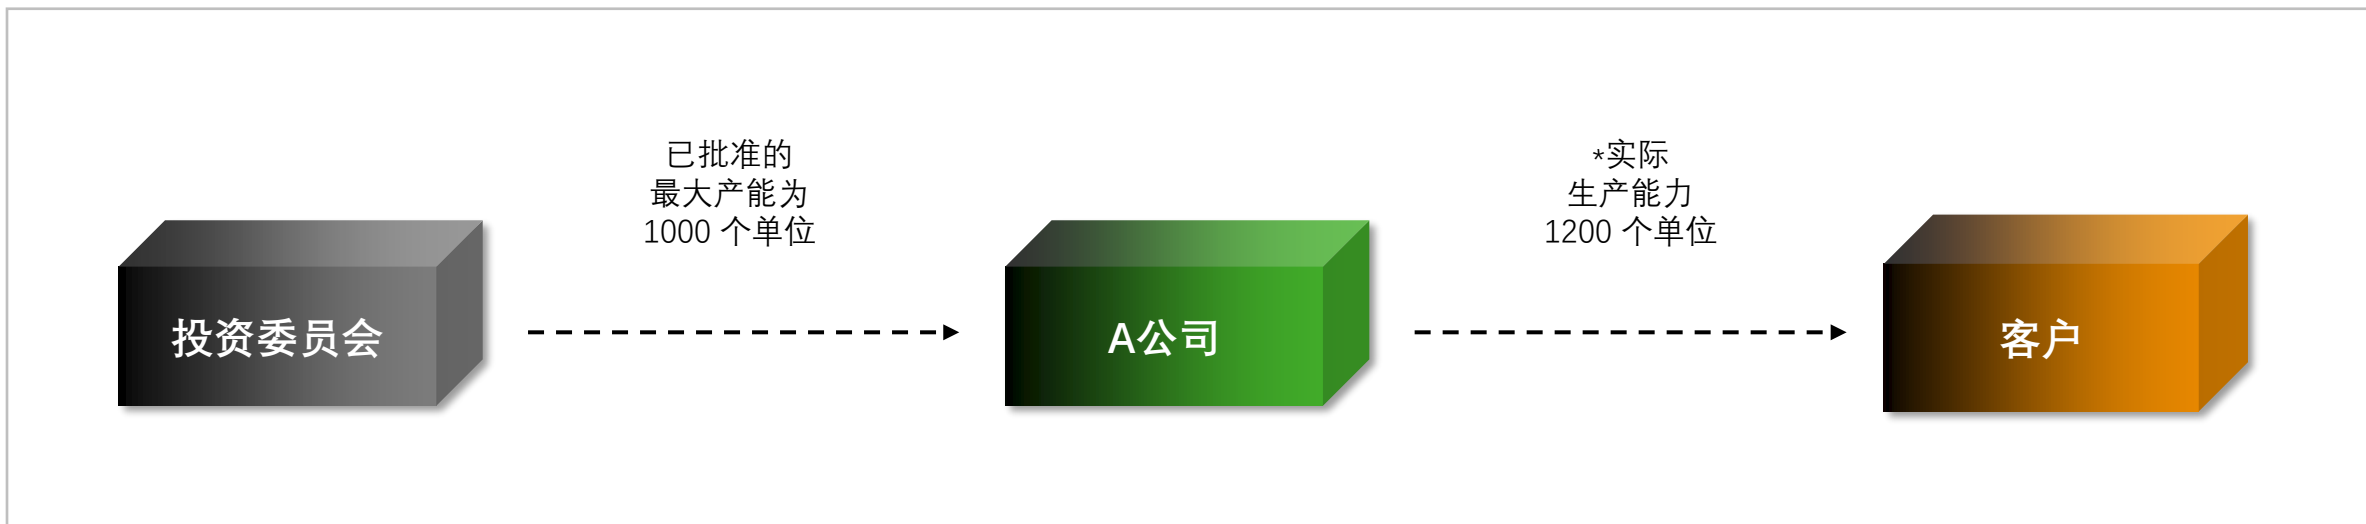 已批准的
最大产能为
1000 个单位
*实际
生产能力
1200 个单位
投资委员会
A公司
客户